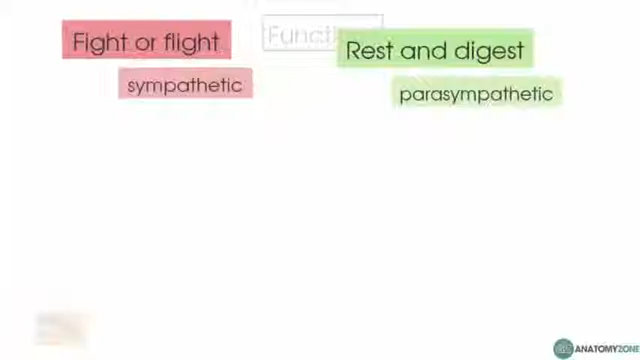 Fight or flight
Rest and digest
sympathetic
parasympathetic
ANATOMYZONE